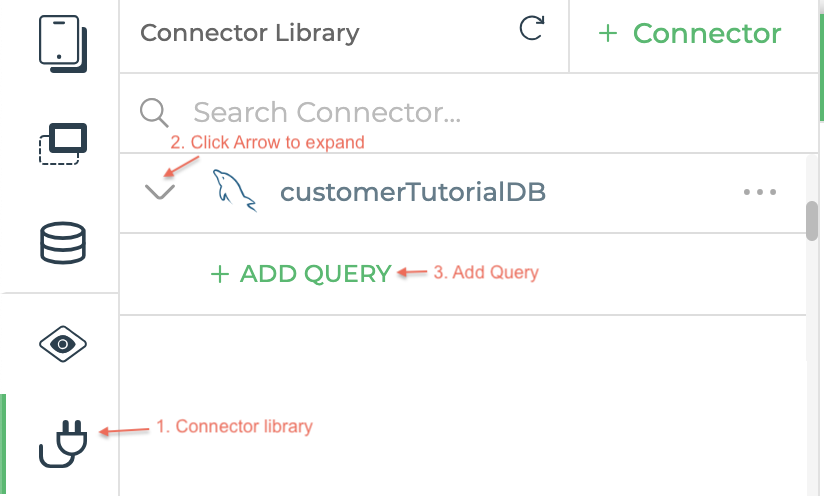 Connector Library
+ Connector
Search Connector...
2. Click Arrow to expand
customerTutorialDB
+ ADD QUERY
3. Add Query
1. Connector library